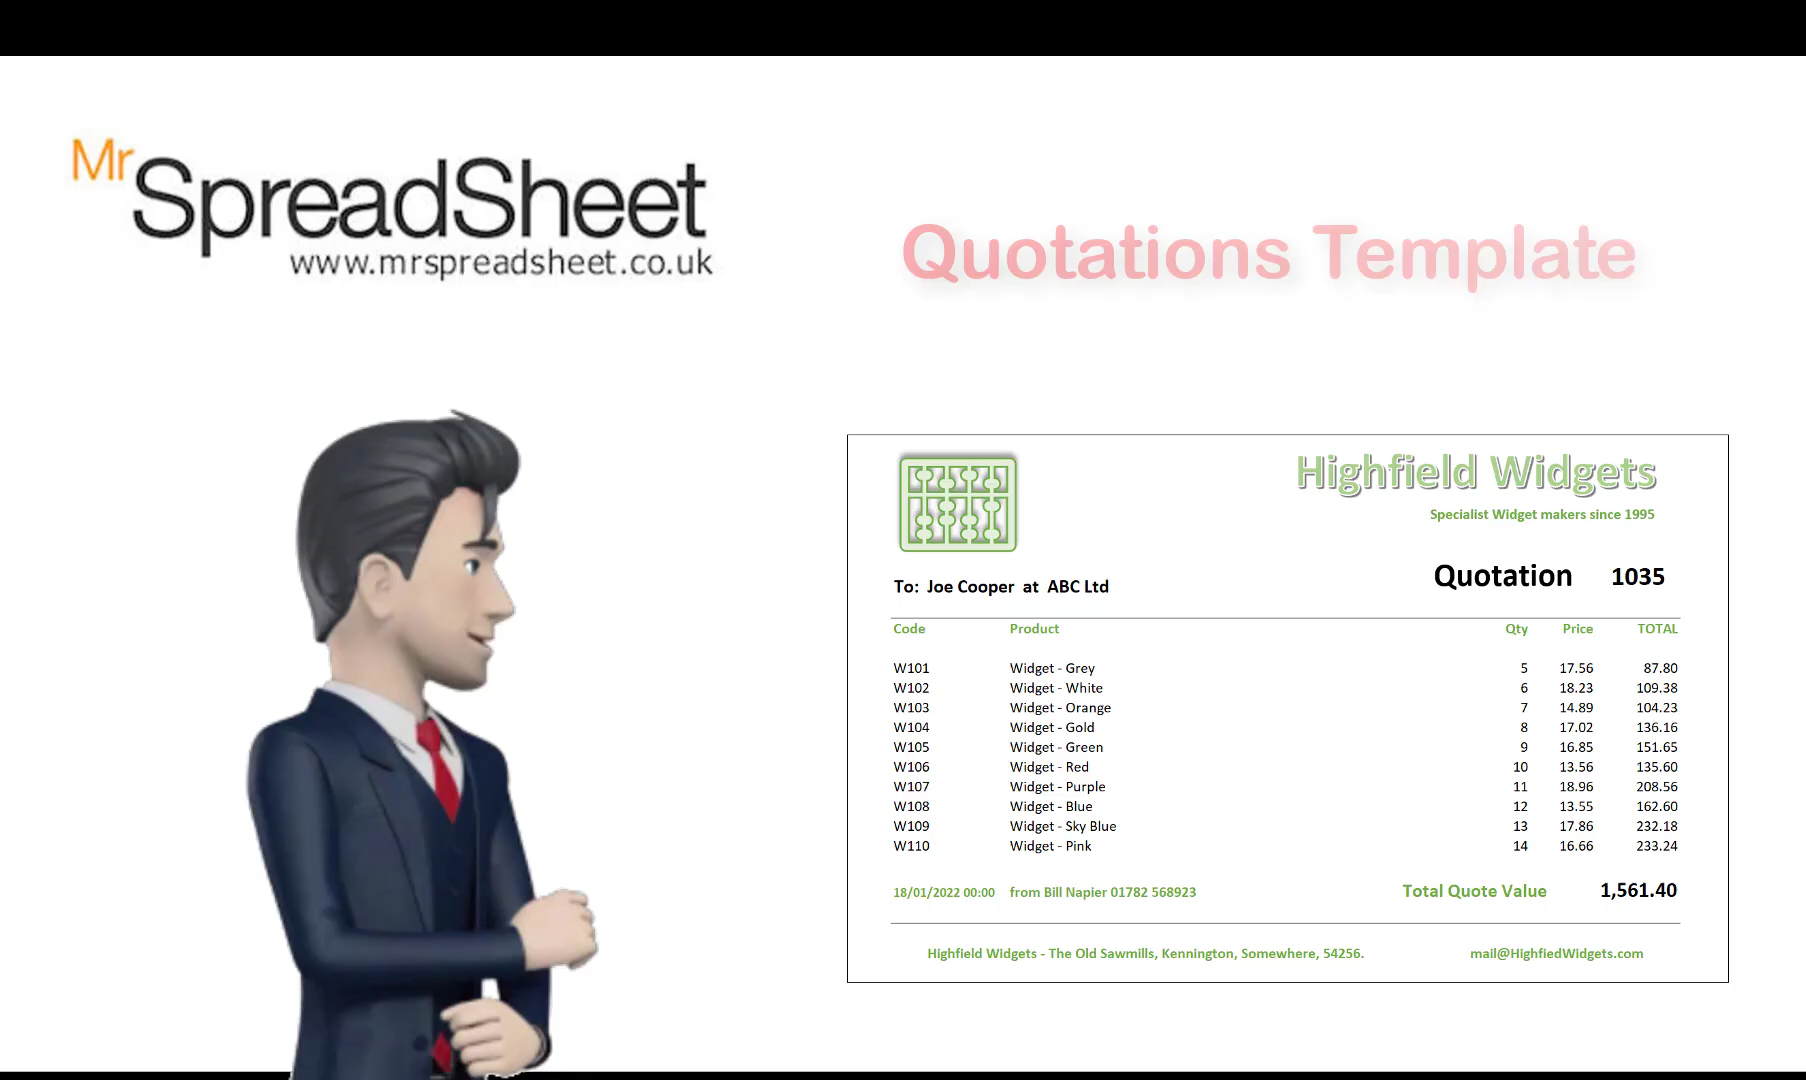 Mr SpreadSheet
www.mrspreadsheet.co.uk
Quotations Template
Highfield Widgets
Specialist Widget makers since 1995
Quotation 1035
To: Joe Cooper at ABC Ltd
Code Product Qty Price TOTAL
W101 Widget - Grey 5 17.56 87.80
W102 Widget - White 6 18.23 109.38
W103 Widget - Orange 7 14.89 104.23
W104 Widget - Gold 8 17.02 136.16
W105 Widget - Green 9 16.85 151.65
W106 Widget - Red 10 13.56 135.60
W107 Widget - Purple 11 18.96 208.56
W108 Widget - Blue 12 13.55 162.60
W109 Widget - Sky Blue 13 17.86 232.18
W110 Widget - Pink 14 16.66 233.24
18/01/2022 00:00 from Bill Napier 01782 568923 Total Quote Value 1,561.40
Highfield Widgets - The Old Sawmills, Kennington, Somewhere, 54256. mail@HighfiedWidgets.com